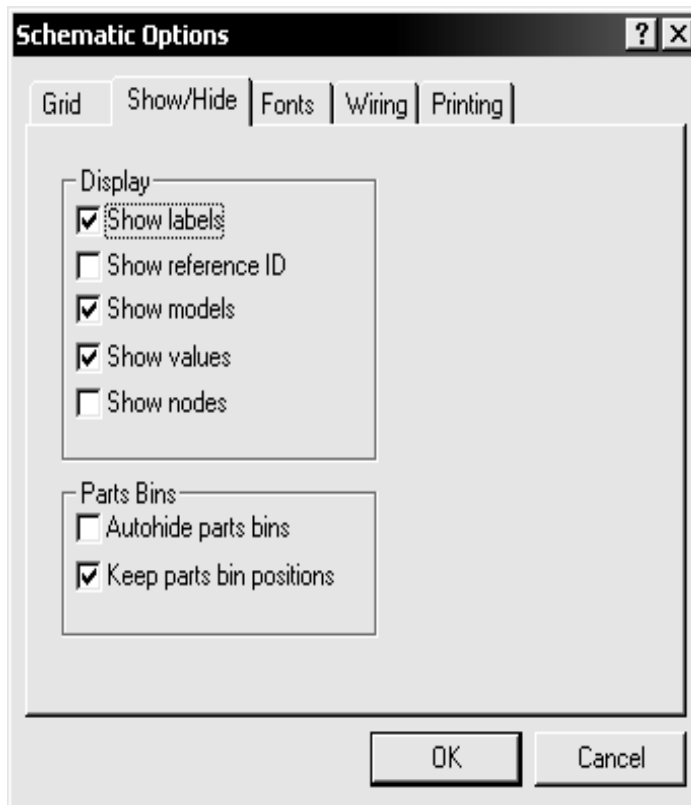 Schematic Options
Grid Show/Hide Fonts Wiring Printing
Display
Show labels
Show reference ID
Show models
Show values
Show nodes
Parts Bins
Autohide parts bins
Keep parts bin positions
OK Cancel